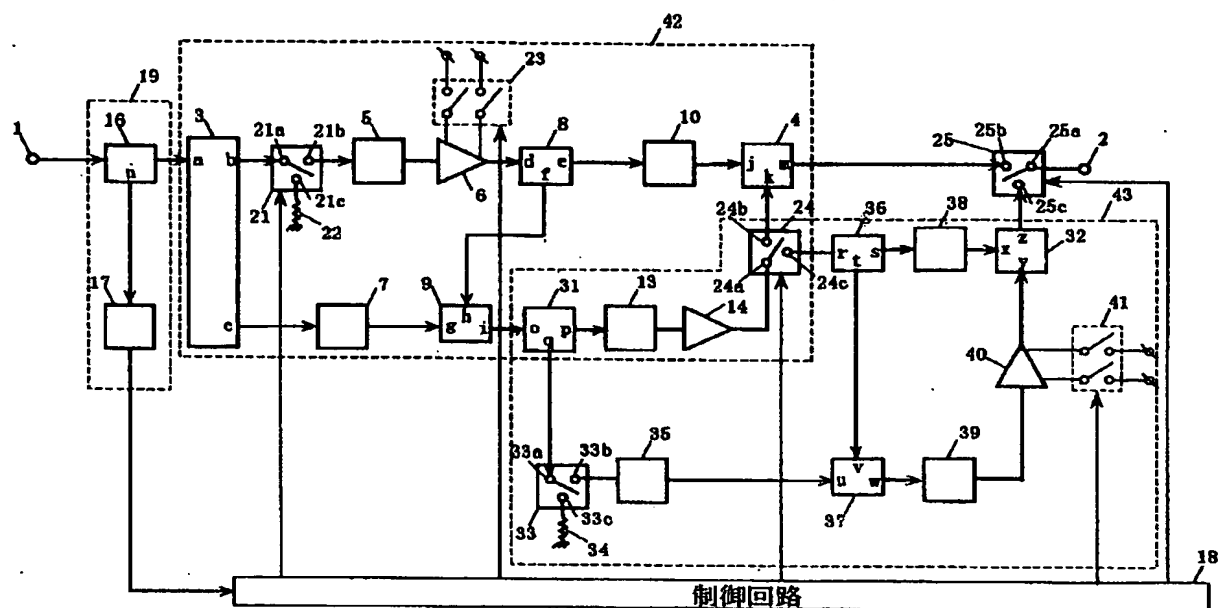 42
19
23
1
16
n
3
a
b
c
21a
21b
21c
21
22
5
6
8
d
e
f
10
4
j
k
m
25
25b
25a
25c
2
43
17
7
9
g
h
i
31
o
p
q
13
14
24b
24
24a
24c
36
r
s
t
38
32
x
y
z
41
40
33a
33b
33c
33
34
35
u
v
w
37
39
18
制御回路